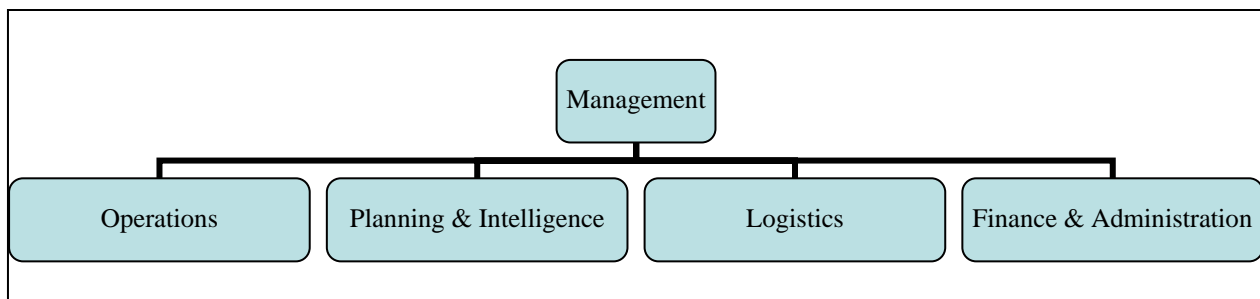 Management
Operations
Planning & Intelligence
Logistics
Finance & Administration